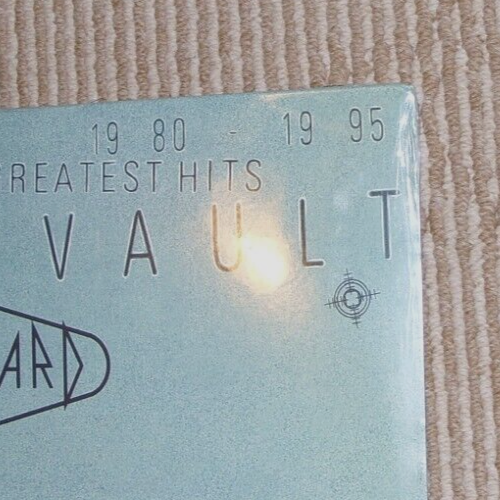 19 80 - 19 95
REATEST HITS
VAULT
ARD